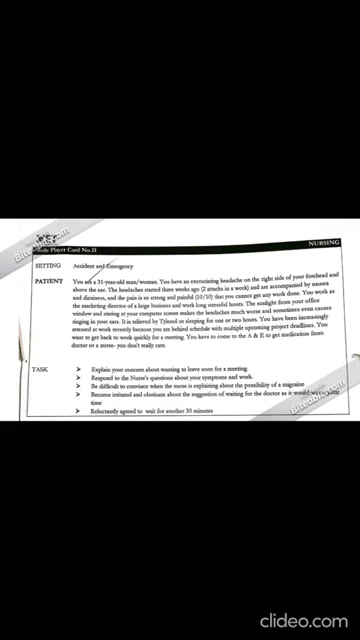 Role Player Card No.II
NURSING
SETTING Accident and Emergency
PATIENT You are a 31-year-old man/woman. You have an excruciating headache on the right side of your forehead and
above the ear. The headaches started three weeks ago (2 attacks in a week) and are accompanied by nausea
and dizziness, and the pain is so strong and painful (10/10) that you cannot get any work done. You work as
the marketing director of a large business and work long stressful hours. The sunlight from your office
window and staring at your computer screen makes the headaches much worse and sometimes even causes
ringing in your ears. It is relieved by Tylenol or sleeping for one or two hours. You have been increasingly
stressed at work recently because you are behind schedule with multiple upcoming project deadlines. You
want to get back to work quickly for a meeting. You have to come to the A & E to get medication from
doctor or a nurse- you don't really care.
TASK ➤ Explain your concern about wanting to leave soon for a meeting.
➤ Respond to the Nurse's questions about your symptoms and work.
➤ Be difficult to convince when the nurse is explaining about the possibility of a migraine
➤ Become irritated and obstinate about the suggestion of waiting for the doctor as it would your
time
➤ Reluctantly agreed to wait for another 30 minutes
clideo.com